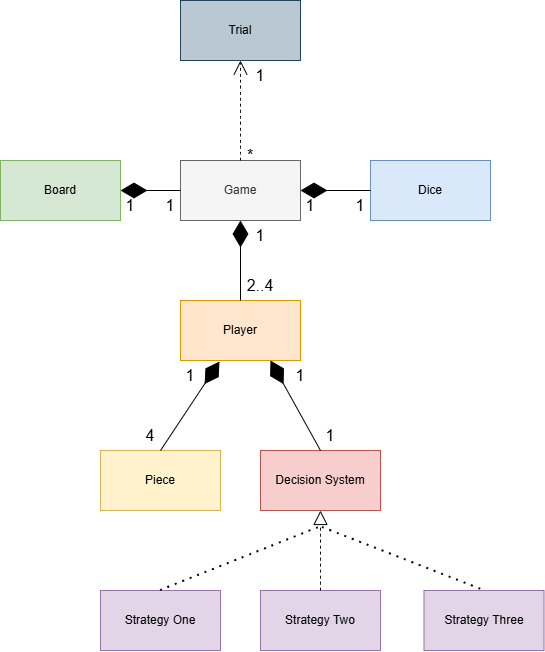 Trial
1
*
Board
1
1
Game
1
1
Dice
1
2..4
Player
1
1
4
1
Piece
Decision System
Strategy One
Strategy Two
Strategy Three